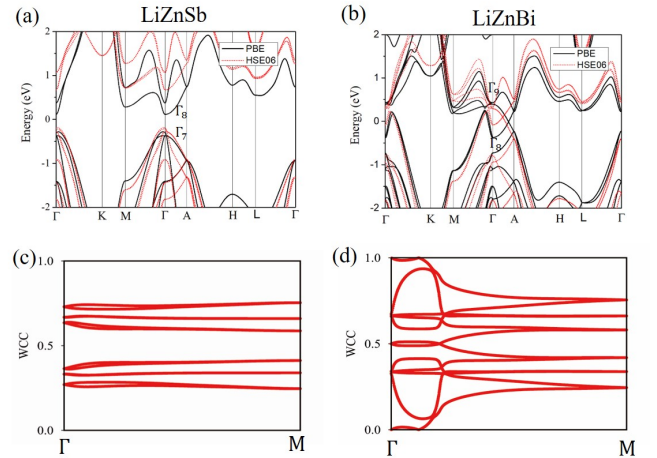 (a)
LiZnSb
PBE
HSE06
Energy (eV)
2
1
0
-1
-2
Γ8
Γ7
Γ K M Γ A H L Γ
(b)
LiZnBi
PBE
HSE06
Energy (eV)
2
1
0
-1
-2
Γ9
Γ8
Γ K M Γ A H L Γ
(c)
WCC
1.0
0.5
0.0
Γ M
(d)
WCC
1.0
0.5
0.0
Γ M